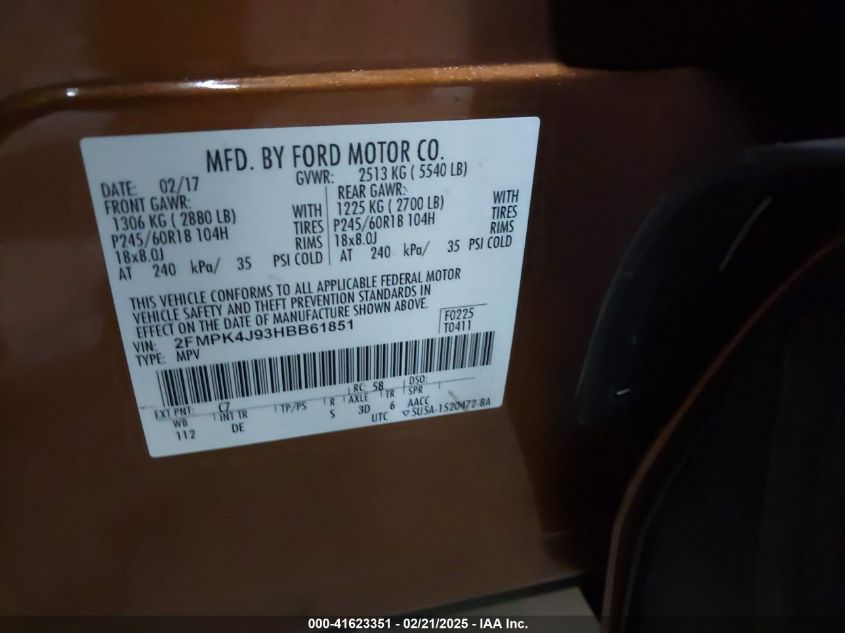 MFD. BY FORD MOTOR CO.
DATE: 02/17 GVWR: 2513 KG ( 5540 LB)
FRONT GAWR: REAR GAWR:
1306 KG ( 2880 LB) WITH 1225 KG ( 2700 LB) WITH
P245/60R18 104H TIRES P245/60R18 104H TIRES
18x8.0J RIMS 18x8.0J RIMS
AT 240 kPa/ 35 PSI COLD AT 240 kPa/ 35 PSI COLD
THIS VEHICLE CONFORMS TO ALL APPLICABLE FEDERAL MOTOR
VEHICLE SAFETY AND THEFT PREVENTION STANDARDS IN
EFFECT ON THE DATE OF MANUFACTURE SHOWN ABOVE.
VIN: 2FMPK4J93HBB61851 F0225
TYPE: MPV T0411
EXT PNT: C7 RC: 58 DSO:
WB INT TR TP/PS R AXLE TR SPR
112 DE S 3D 6 AACC
UTC 5U5A-1520472-BA
000-41623351 - 02/21/2025 - IAA Inc.